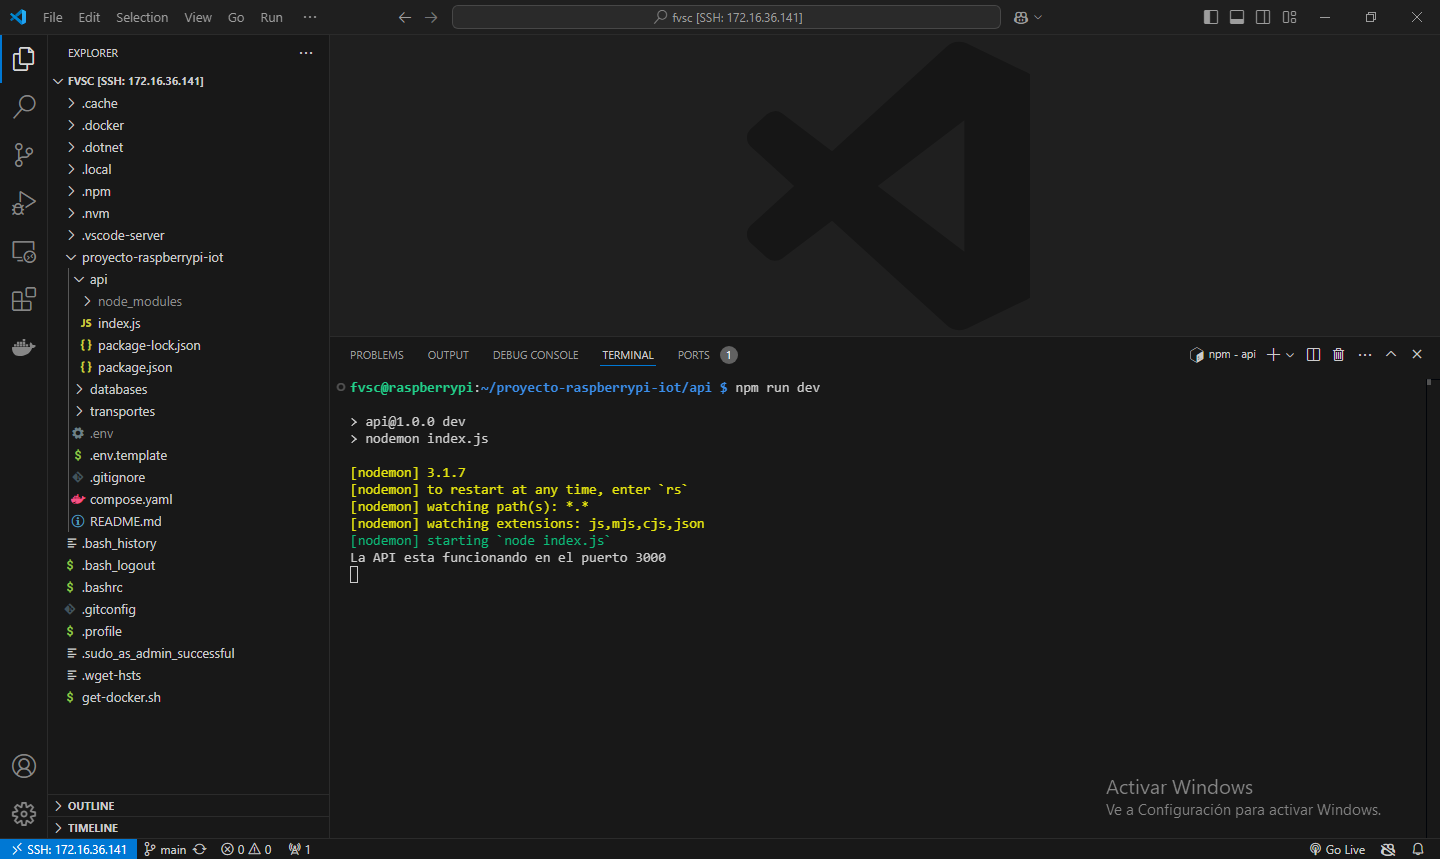 File Edit Selection View Go Run ···
fvsc [SSH: 172.16.36.141]
EXPLORER
FVSC [SSH: 172.16.36.141]
.cache
.docker
.dotnet
.local
.npm
.nvm
.vscode-server
proyecto-raspberrypi-iot
api
node_modules
JS index.js
{} package-lock.json
{} package.json
databases
transportes
.env
$ .env.template
.gitignore
compose.yaml
README.md
.bash_history
$ .bash_logout
$ .bashrc
.gitconfig
$ .profile
.sudo_as_admin_successful
.wget-hsts
$ get-docker.sh
OUTLINE
TIMELINE
PROBLEMS OUTPUT DEBUG CONSOLE TERMINAL PORTS 1
npm - api
fvsc@raspberrypi:~/proyecto-raspberrypi-iot/api $ npm run dev
> api@1.0.0 dev
> nodemon index.js
[nodemon] 3.1.7
[nodemon] to restart at any time, enter `rs`
[nodemon] watching path(s): *.*
[nodemon] watching extensions: js,mjs,cjs,json
[nodemon] starting `node index.js`
La API esta funcionando en el puerto 3000
Activar Windows
Ve a Configuración para activar Windows.
SSH: 172.16.36.141 main 0 0 1 Go Live